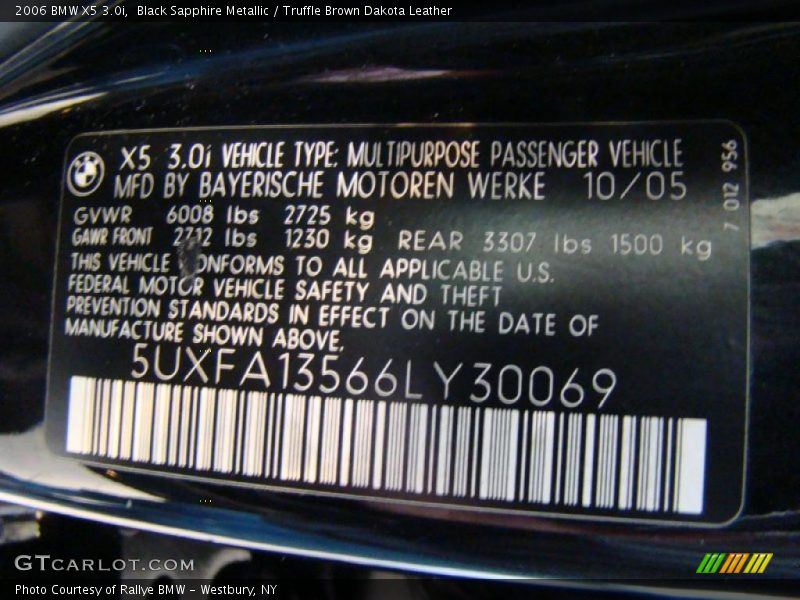 2006 BMW X5 3.0i, Black Sapphire Metallic / Truffle Brown Dakota Leather
X5 3.0i VEHICLE TYPE: MULTIPURPOSE PASSENGER VEHICLE
MFD BY BAYERISCHE MOTOREN WERKE 10/05
GVWR 6008 lbs 2725 kg
GAWR FRONT 2712 lbs 1230 kg REAR 3307 lbs 1500 kg
THIS VEHICLE CONFORMS TO ALL APPLICABLE U.S.
FEDERAL MOTOR VEHICLE SAFETY AND THEFT
PREVENTION STANDARDS IN EFFECT ON THE DATE OF
MANUFACTURE SHOWN ABOVE.
5UXFA13566LY30069
7 012 956
GTCARLOT.COM
Photo Courtesy of Rallye BMW - Westbury, NY